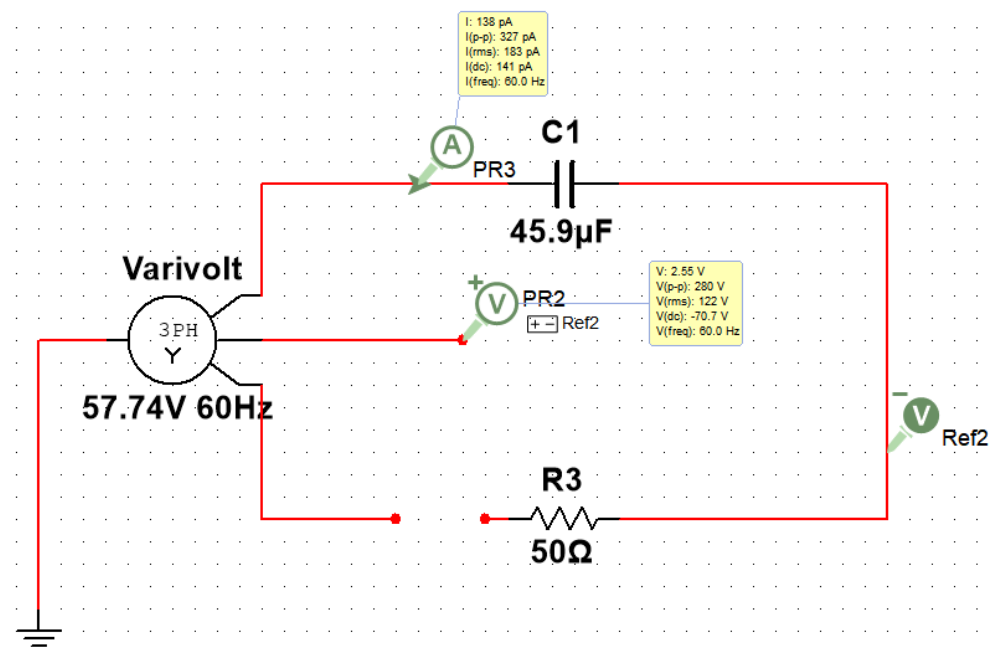 I: 138 pA
I(p-p): 327 pA
I(rms): 183 pA
I(dc): 141 pA
I(freq): 60.0 Hz
A
PR3
C1
45.9µF
Varivolt
3PH
Y
57.74V 60Hz
+
V
PR2
+ −
Ref2
V: 2.55 V
V(p-p): 280 V
V(rms): 122 V
V(dc): -70.7 V
V(freq): 60.0 Hz
−
V
Ref2
R3
50Ω